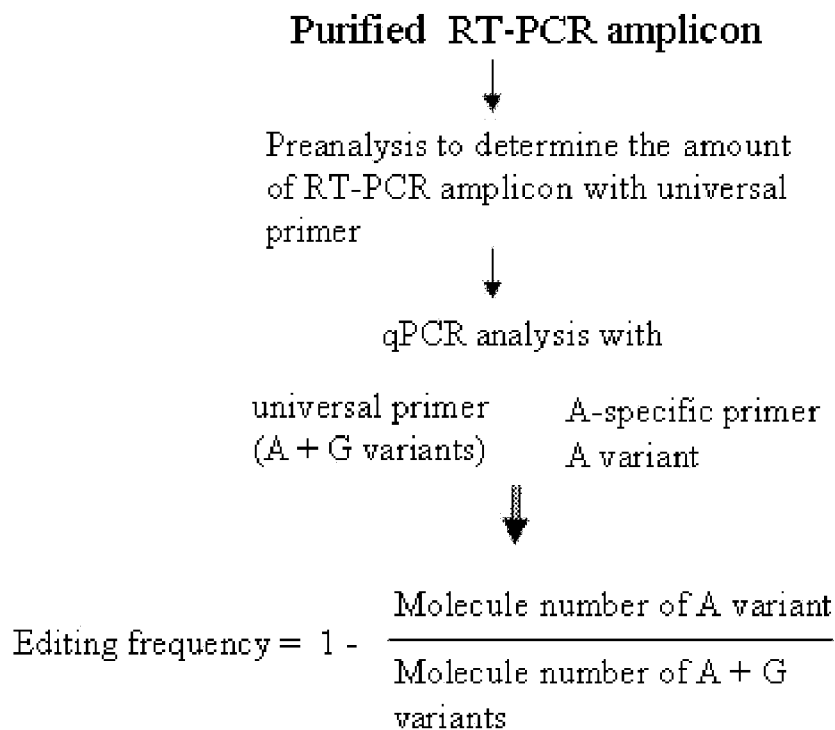 Purified RT-PCR amplicon
Preanalysis to determine the amount
of RT-PCR amplicon with universal
primer
qPCR analysis with
universal primer
(A + G variants)
A-specific primer
A variant
Editing frequency = 1 -
Molecule number of A variant
Molecule number of A + G
variants